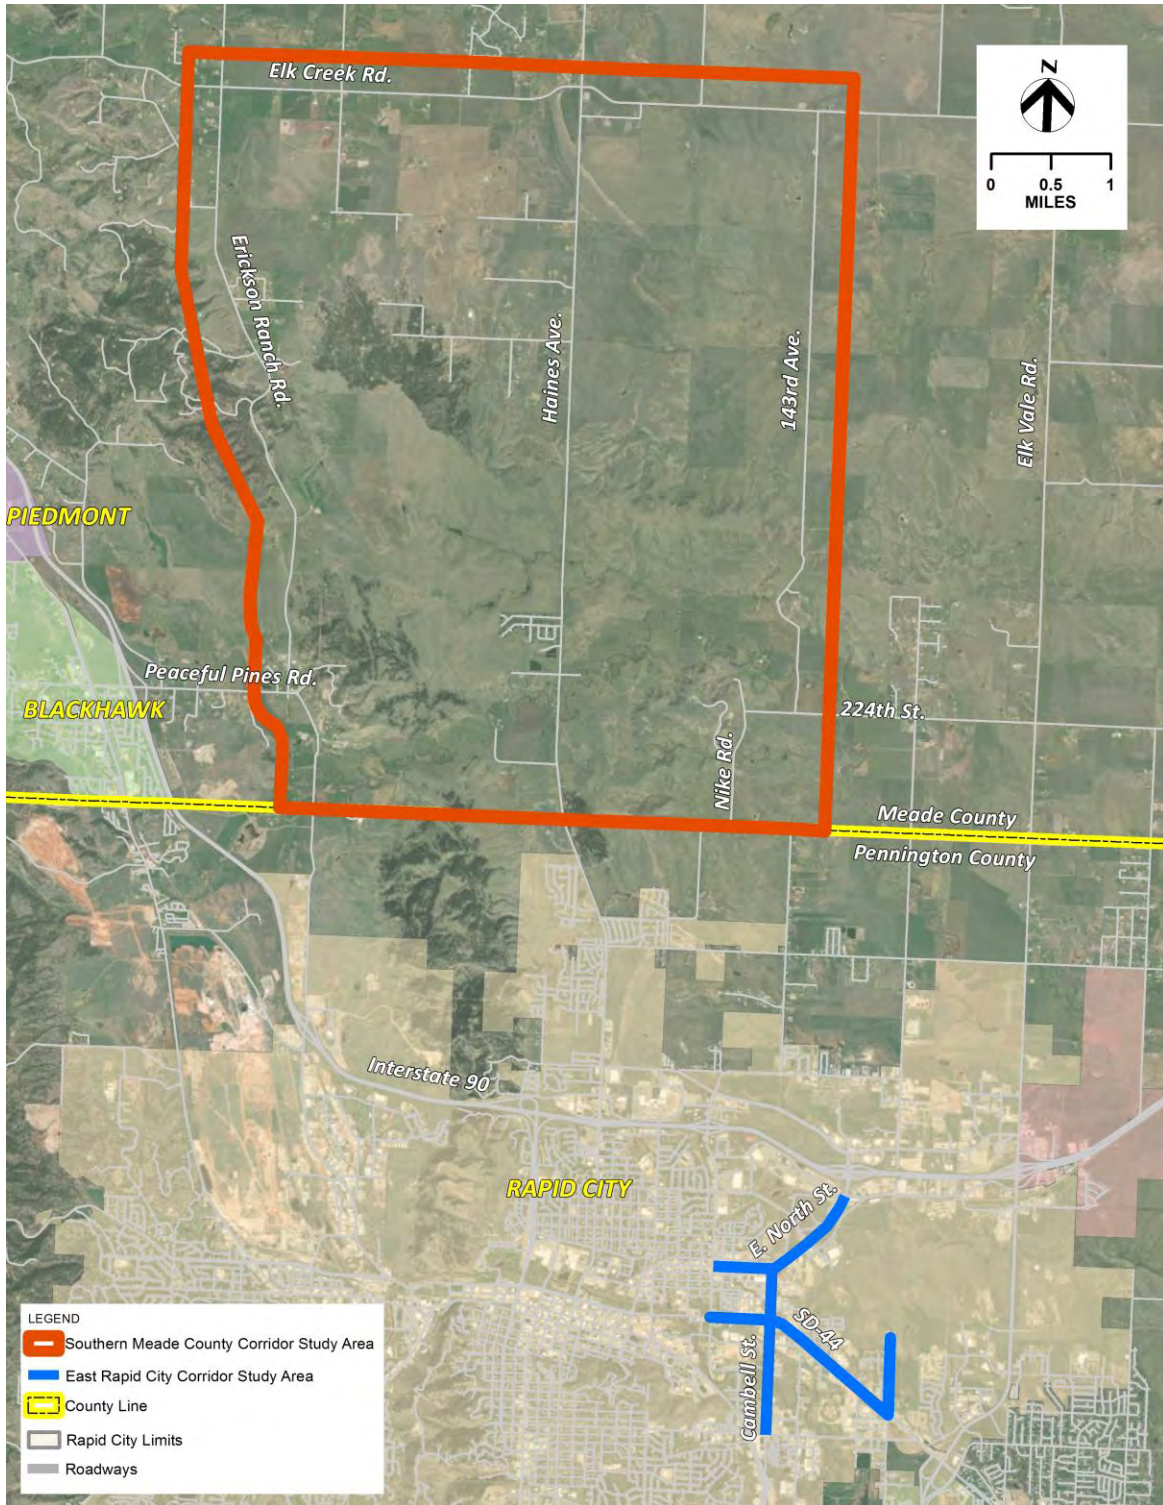 Elk Creek Rd.
N
0 0.5 1
MILES
Erickson Ranch Rd.
Haines Ave.
143rd Ave.
Elk Vale Rd.
PIEDMONT
Peaceful Pines Rd.
BLACKHAWK
224th St.
Nike Rd.
Meade County
Pennington County
Interstate 90
RAPID CITY
E. North St.
SD-44
Cambell St.
LEGEND
Southern Meade County Corridor Study Area
East Rapid City Corridor Study Area
County Line
Rapid City Limits
Roadways